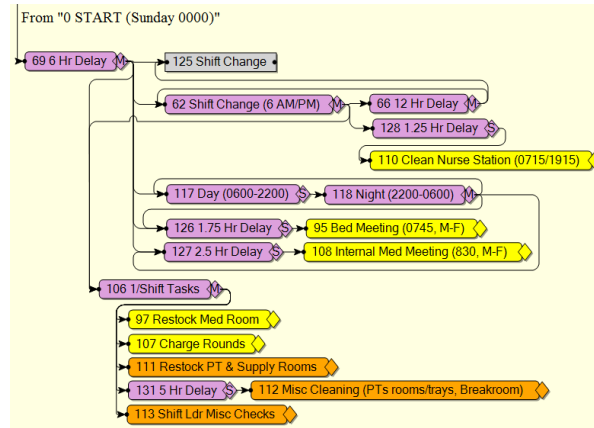 From "0 START (Sunday 0000)"
69 6 Hr Delay M
125 Shift Change
62 Shift Change (6 AM/PM) M
66 12 Hr Delay M
128 1.25 Hr Delay S
110 Clean Nurse Station (0715/1915)
117 Day (0600-2200) S
118 Night (2200-0600) M
126 1.75 Hr Delay S
95 Bed Meeting (0745, M-F)
127 2.5 Hr Delay S
108 Internal Med Meeting (830, M-F)
106 1/Shift Tasks M
97 Restock Med Room
107 Charge Rounds
111 Restock PT & Supply Rooms
131 5 Hr Delay S
112 Misc Cleaning (PTs rooms/trays, Breakroom)
113 Shift Ldr Misc Checks